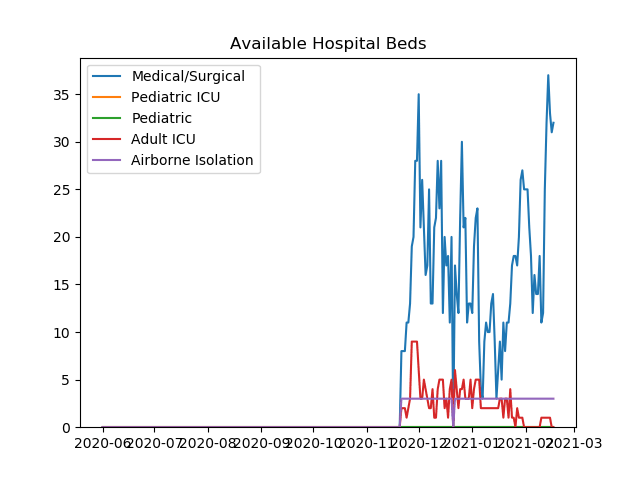 Available Hospital Beds
Medical/Surgical
Pediatric ICU
Pediatric
Adult ICU
Airborne Isolation
35
30
25
20
15
10
5
0
2020-06 2020-07 2020-08 2020-09 2020-10 2020-11 2020-12 2021-01 2021-02 2021-03